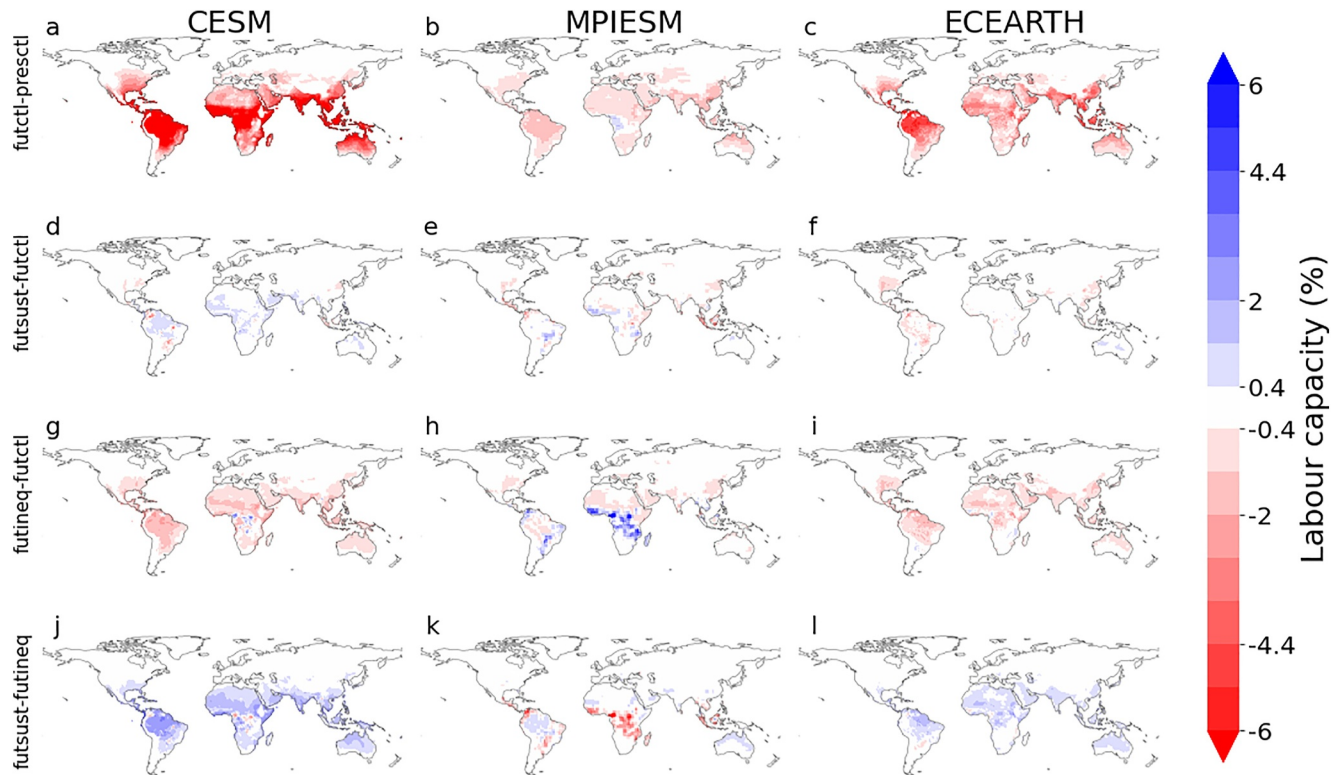 CESM
MPIESM
ECEARTH
a
b
c
futctl-presctl
d
e
f
futsust-futctl
g
h
i
futineq-futctl
j
k
l
futsust-futineq
6
4.4
2
0.4
-0.4
-2
-4.4
-6
Labour capacity (%)